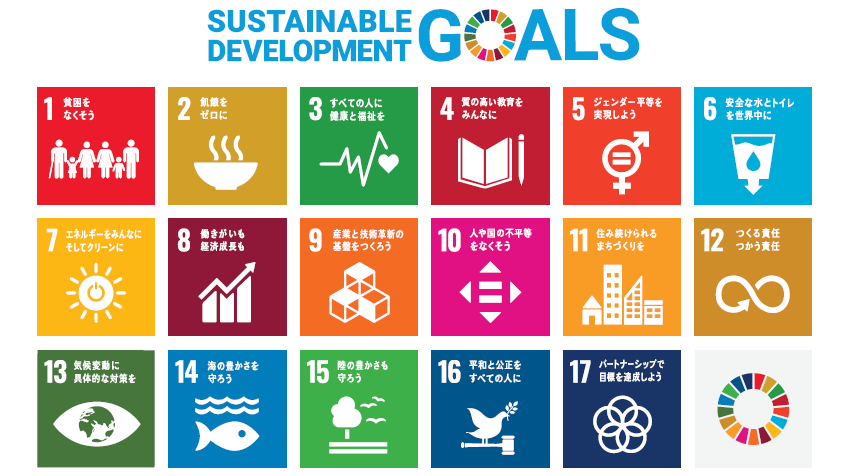 SUSTAINABLE
DEVELOPMENT
GOALS
1 貧困を
なくそう
2 飢餓を
ゼロに
3 すべての人に
健康と福祉を
4 質の高い教育を
みんなに
5 ジェンダー平等を
実現しよう
6 安全な水とトイレ
を世界中に
7 エネルギーをみんなに
そしてクリーンに
8 働きがいも
経済成長も
9 産業と技術革新の
基盤をつくろう
10 人や国の不平等
をなくそう
11 住み続けられる
まちづくりを
12 つくる責任
つかう責任
13 気候変動に
具体的な対策を
14 海の豊かさを
守ろう
15 陸の豊かさも
守ろう
16 平和と公正を
すべての人に
17 パートナーシップで
目標を達成しよう